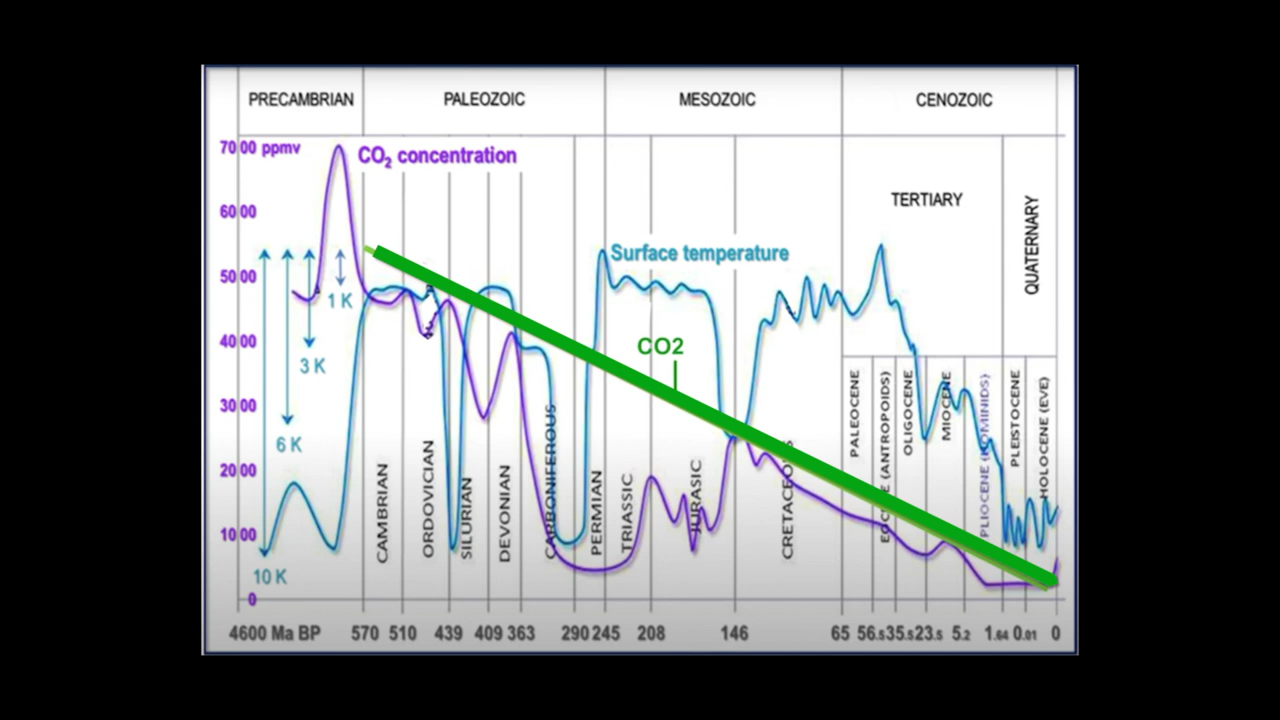 PRECAMBRIAN
PALEOZOIC
MESOZOIC
CENOZOIC
7000 ppmv
CO₂ concentration
6000
TERTIARY
QUATERNARY
Surface temperature
5000
1 K
4000
3 K
CO2
3000
6 K
2000
1000
10 K
0
CAMBRIAN
ORDOVICIAN
SILURIAN
DEVONIAN
CARBONIFEROUS
PERMIAN
TRIASSIC
JURASIC
CRETACEOUS
PALEOCENE
EOCENE (ANTROPOIDS)
OLIGOCENE
MIOCENE
PLIOCENE (HOMINIDS)
PLEISTOCENE
HOLOCENE (EVE)
4600 Ma BP 570 510 439 409 363 290 245 208 146 65 56.5 35.5 23.5 5.2 1.64 0.01 0